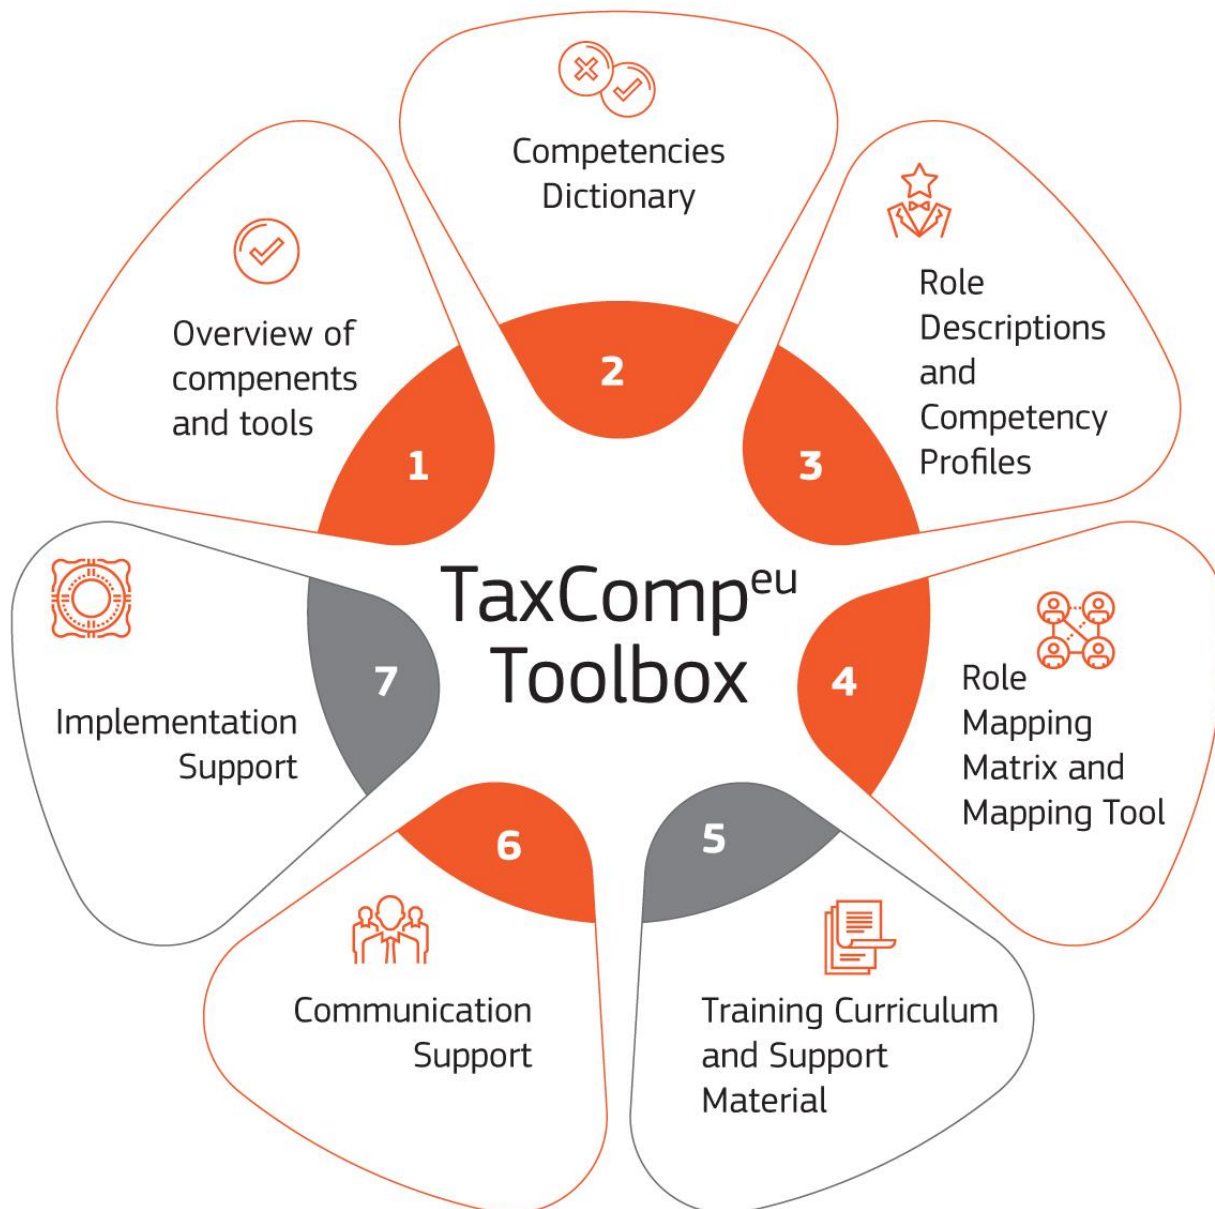 TaxComp^eu
Toolbox
1
Overview of
compenents
and tools
2
Competencies
Dictionary
3
Role
Descriptions
and
Competency
Profiles
4
Role
Mapping
Matrix and
Mapping Tool
5
Training Curriculum
and Support
Material
6
Communication
Support
7
Implementation
Support